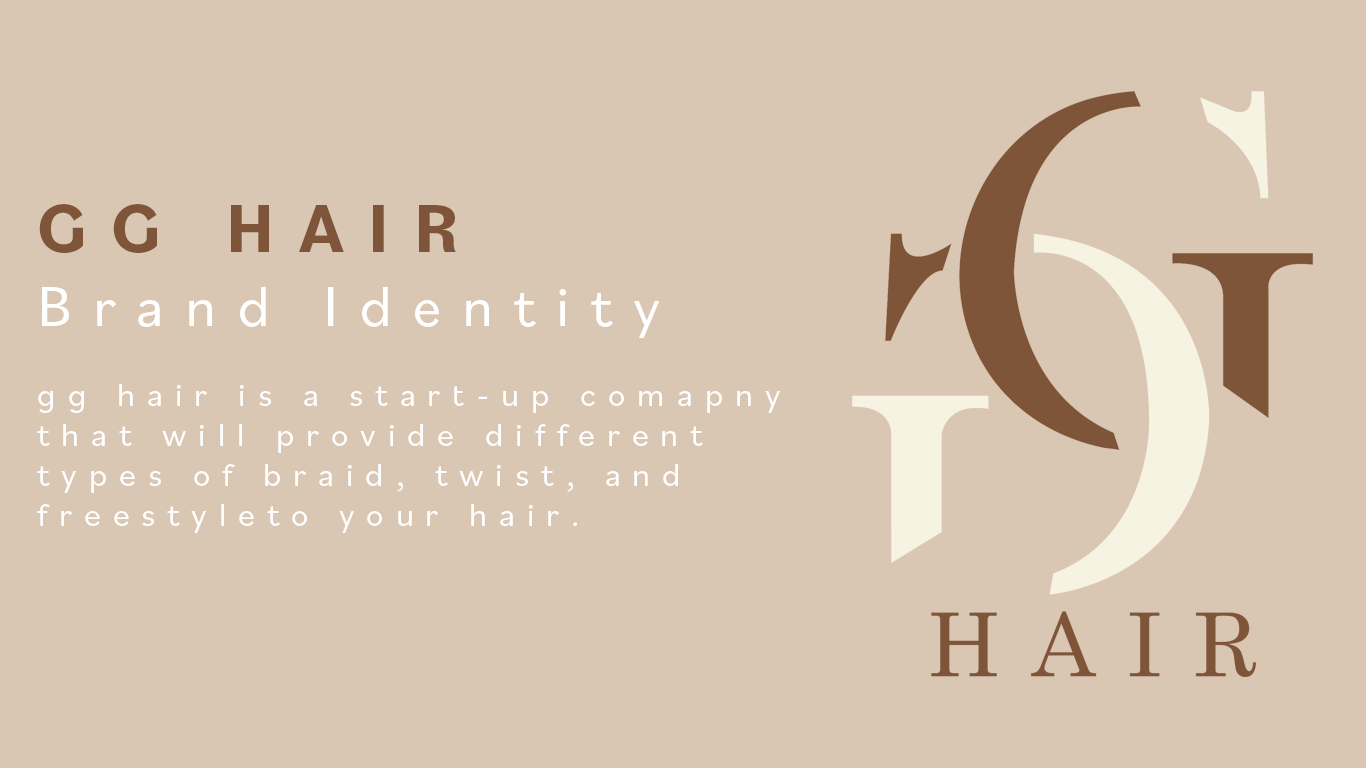 GG HAIR
Brand Identity
gg hair is a start-up comapny
that will provide different
types of braid, twist, and
freestyleto your hair.
GG
HAIR